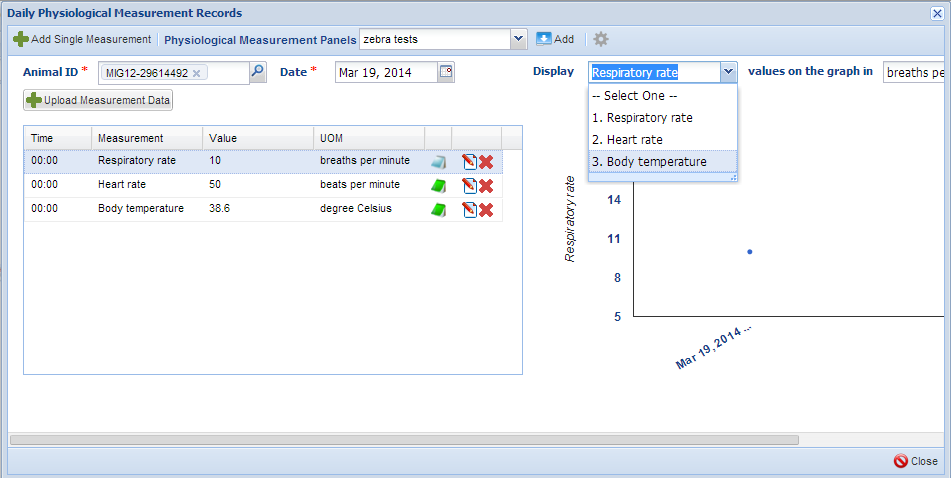 Daily Physiological Measurement Records
Add Single Measurement Physiological Measurement Panels zebra tests Add
Animal ID * MIG12-29614492 Date * Mar 19, 2014 Display Respiratory rate values on the graph in breaths pe
Upload Measurement Data
-- Select One --
1. Respiratory rate
2. Heart rate
3. Body temperature
Time Measurement Value UOM
00:00 Respiratory rate 10 breaths per minute
00:00 Heart rate 50 beats per minute
00:00 Body temperature 38.6 degree Celsius
Respiratory rate
14
11
8
5
Mar 19, 2014 ...
Close